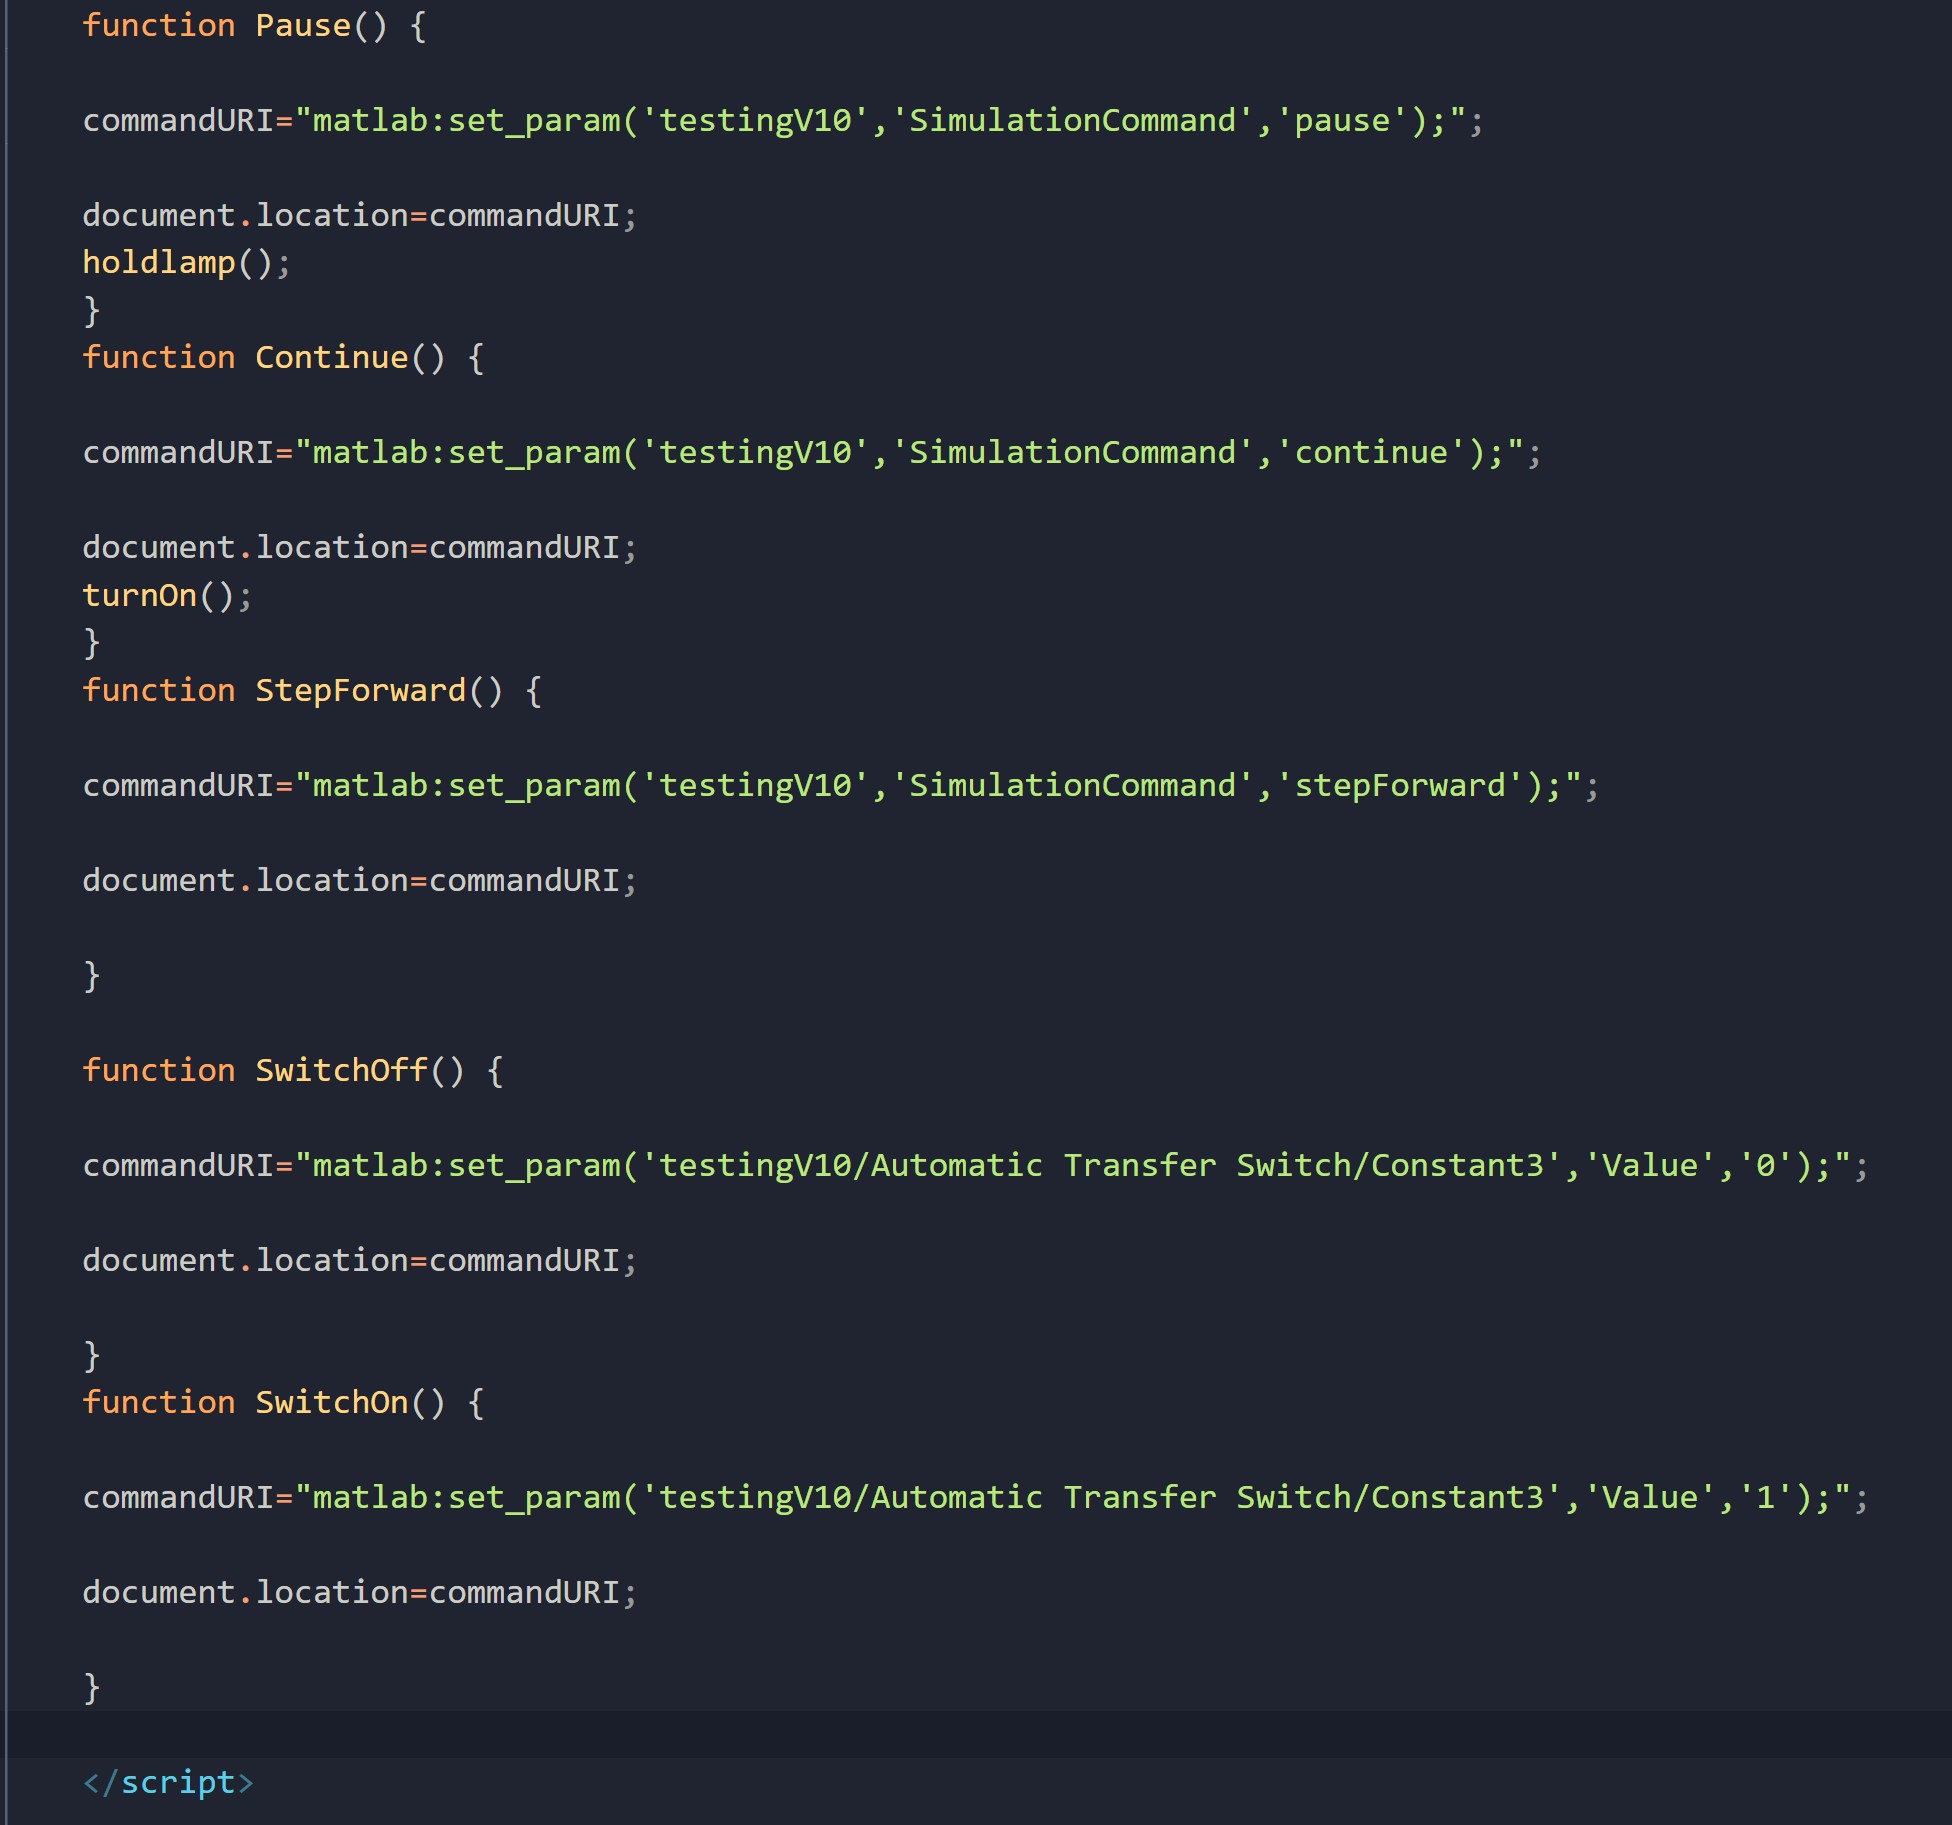 function Pause() {
commandURI="matlab:set_param('testingV10','SimulationCommand','pause');";
document.location=commandURI;
holdlamp();
}
function Continue() {
commandURI="matlab:set_param('testingV10','SimulationCommand','continue');";
document.location=commandURI;
turnOn();
}
function StepForward() {
commandURI="matlab:set_param('testingV10','SimulationCommand','stepForward');";
document.location=commandURI;
}
function SwitchOff() {
commandURI="matlab:set_param('testingV10/Automatic Transfer Switch/Constant3','Value','0');";
document.location=commandURI;
}
function SwitchOn() {
commandURI="matlab:set_param('testingV10/Automatic Transfer Switch/Constant3','Value','1');";
document.location=commandURI;
}
</script>